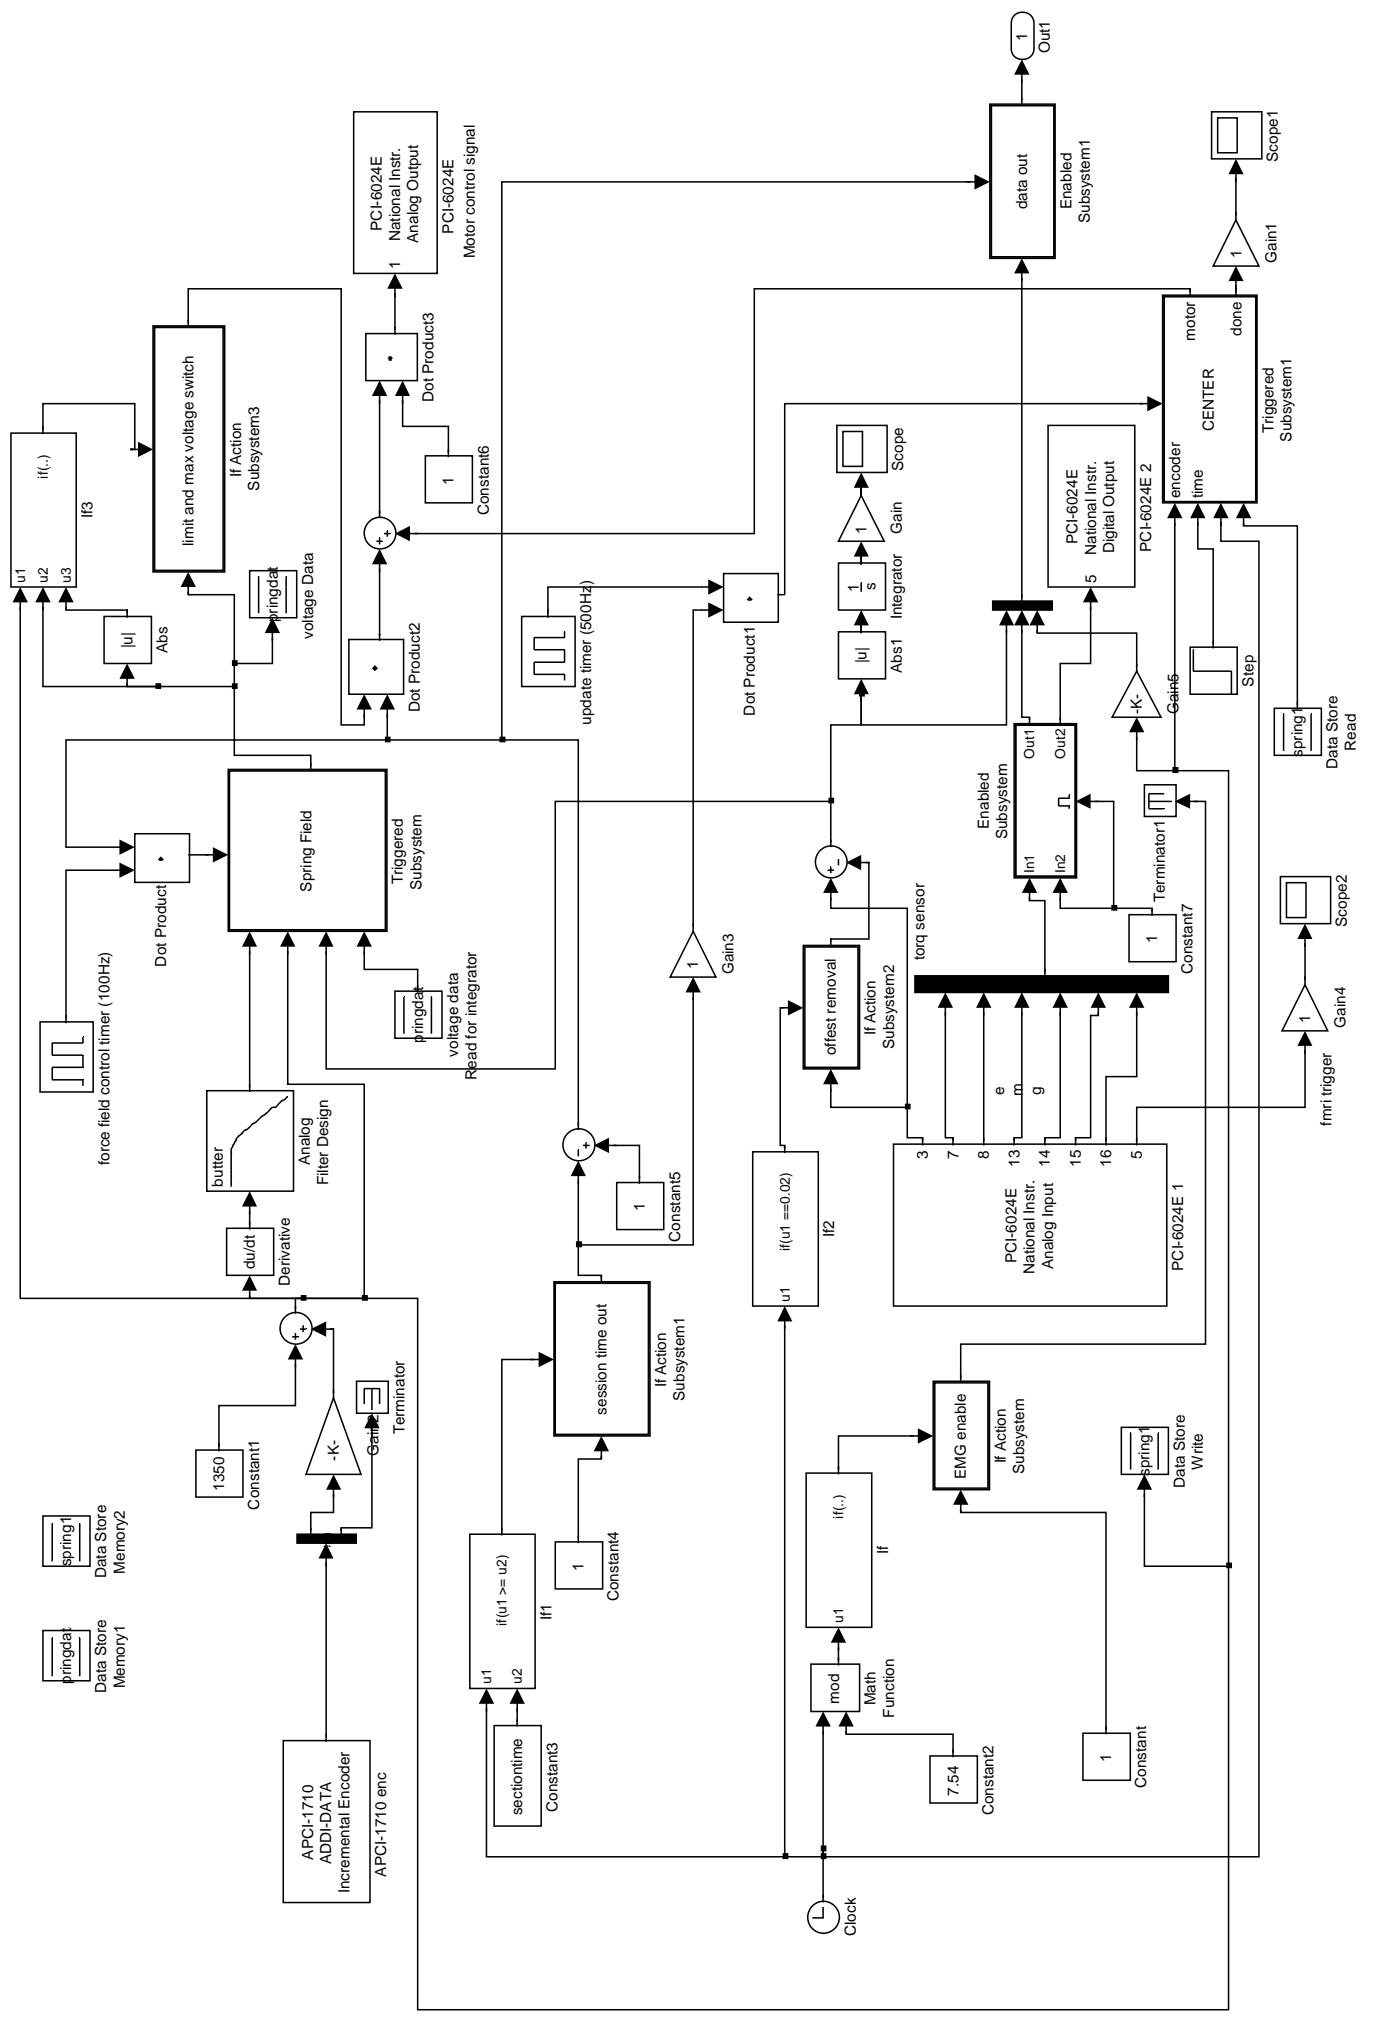 pringdat
Data Store
Memory1
spring1
Data Store
Memory2
force field control timer (100Hz)
u1
u2
u3
if(..)
If3
|u|
Abs
Dot Product
limit and max voltage switch
If Action
Subsystem3
1350
Constant1
butter
Analog
Filter Design
du/dt
Derivative
Spring Field
Triggered
Subsystem
pringdat
voltage Data
APCI-1710
ADDI-DATA
Incremental Encoder
APCI-1710 enc
-K-
Gain2
Terminator
+
+
pringdat
voltage data
Read for integrator
Dot Product2
+
+
Dot Product3
1
Constant6
PCI-6024E
National Instr.
Analog Output
1
PCI-6024E
Motor control signal
u1
u2
if(u1 >= u2)
If1
sectiontime
Constant3
1
Constant4
session time out
If Action
Subsystem1
-
+
1
Constant5
update timer (500Hz)
1
Gain3
Dot Product1
u1
if(u1 ==0.02)
If2
Clock
mod
Math
Function
u1
if(..)
If
7.54
Constant2
EMG enable
If Action
Subsystem
offest removal
If Action
Subsystem2
+
-
torq sensor
|u|
Abs1
1
s
Integrator
1
Gain
Scope
3
7
8
13
14
15
16
5
PCI-6024E
National Instr.
Analog Input
PCI-6024E 1
e
m
g
In1
In2
Out1
Out2
Enabled
Subsystem
data out
Enabled
Subsystem1
1
Out1
PCI-6024E
National Instr.
Digital Output
5
PCI-6024E 2
1
Constant
spring1
Data Store
Write
1
Constant7
Terminator1
-K-
Gain5
Step
encoder
time
CENTER
motor
done
Triggered
Subsystem1
1
Gain1
Scope1
fmri trigger
1
Gain4
Scope2
spring1
Data Store
Read